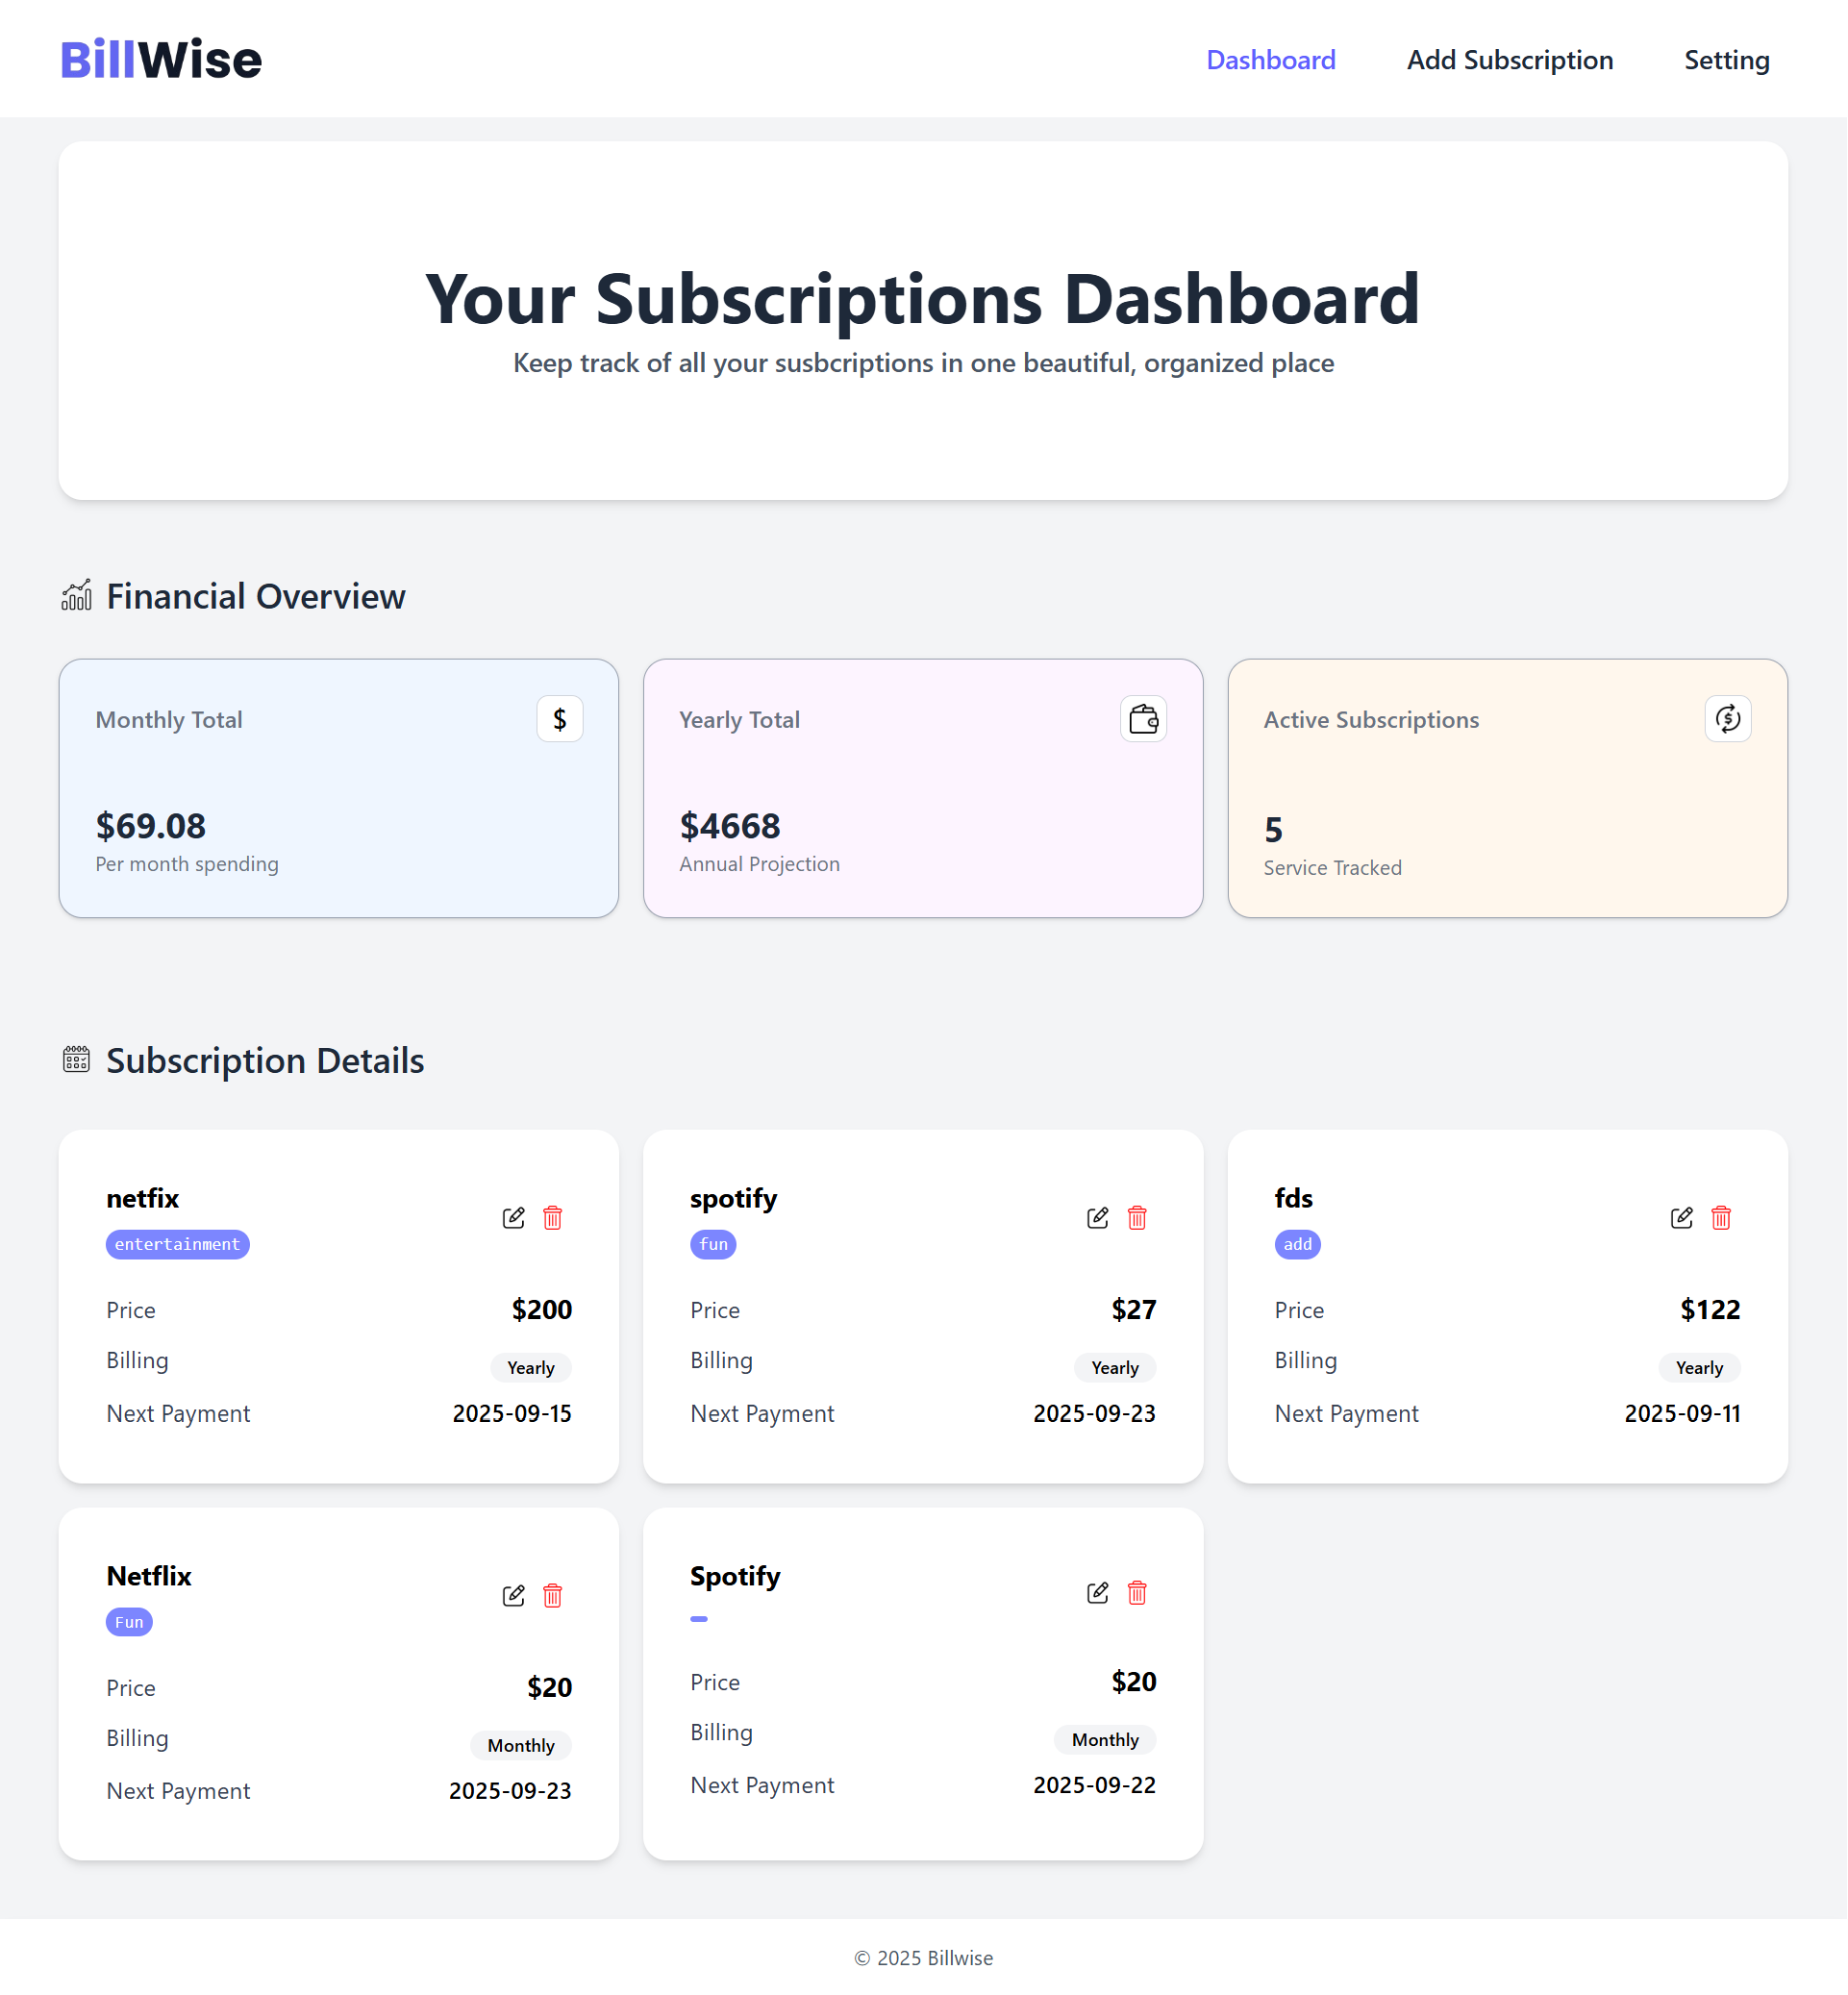 BillWise
Dashboard Add Subscription Setting
Your Subscriptions Dashboard
Keep track of all your susbcriptions in one beautiful, organized place
Financial Overview
Monthly Total $
$69.08
Per month spending
Yearly Total
$4668
Annual Projection
Active Subscriptions $
5
Service Tracked
Subscription Details
netfix
entertainment
Price $200
Billing Yearly
Next Payment 2025-09-15
spotify
fun
Price $27
Billing Yearly
Next Payment 2025-09-23
fds
add
Price $122
Billing Yearly
Next Payment 2025-09-11
Netflix
Fun
Price $20
Billing Monthly
Next Payment 2025-09-23
Spotify
Price $20
Billing Monthly
Next Payment 2025-09-22
© 2025 Billwise